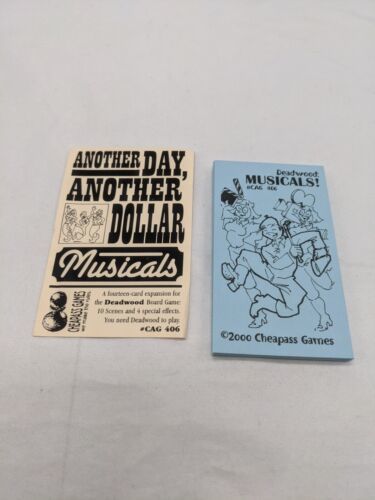 ANOTHER DAY,
ANOTHER
DOLLAR
Musicals
CHEAPASS GAMES
A fourteen-card expansion for
the Deadwood Board Game:
10 Scenes and 4 special effects.
You need Deadwood to play.
#CAG 406
Deadwood:
MUSICALS!
#CAG 406
©2000 Cheapass Games